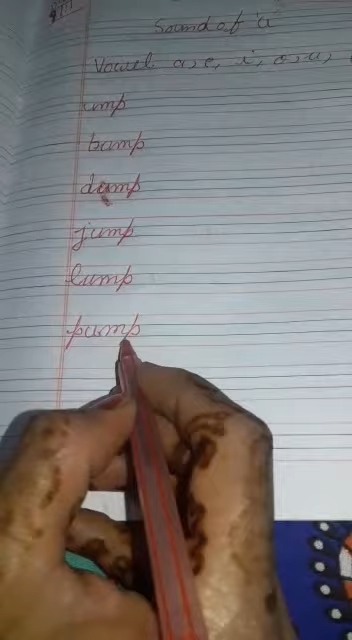 Sound of 'u
Vowel a, e, i, o, u,
ump
bump
dump
jump
lump
pump